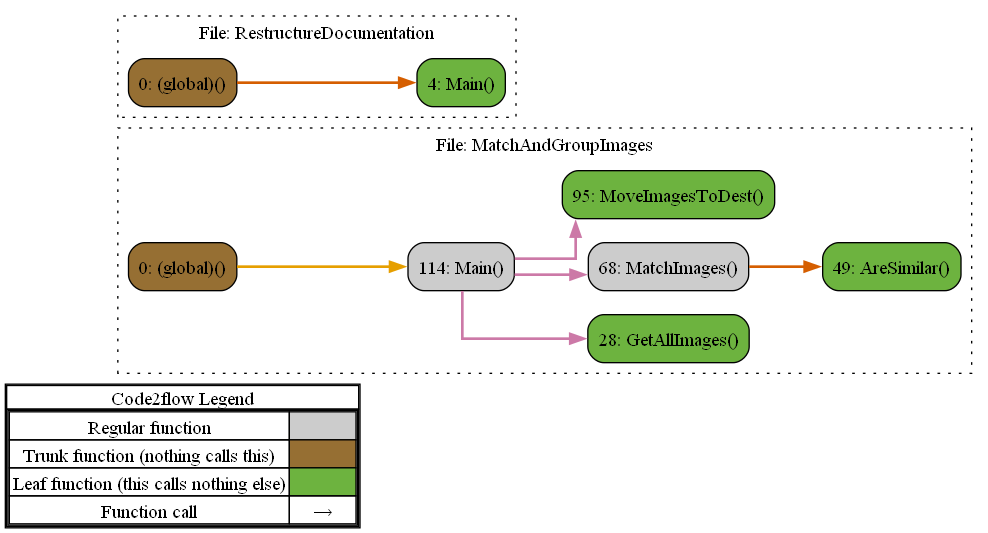 File: RestructureDocumentation
0: (global)()
4: Main()
File: MatchAndGroupImages
95: MoveImagesToDest()
0: (global)()
114: Main()
68: MatchImages()
49: AreSimilar()
28: GetAllImages()
Code2flow Legend
Regular function
Trunk function (nothing calls this)
Leaf function (this calls nothing else)
Function call →